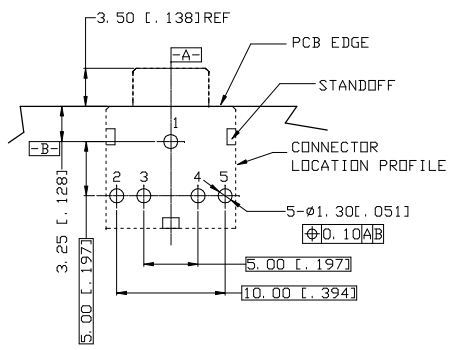 3.50 [.138]REF
-A-
PCB EDGE
STANDOFF
1
-B-
CONNECTOR
LOCATION PROFILE
2 3 4 5
5-ø1.30[.051]
⌖0.10AB
3.25 [.128]
5.00 [.197]
5.00 [.197]
10.00 [.394]